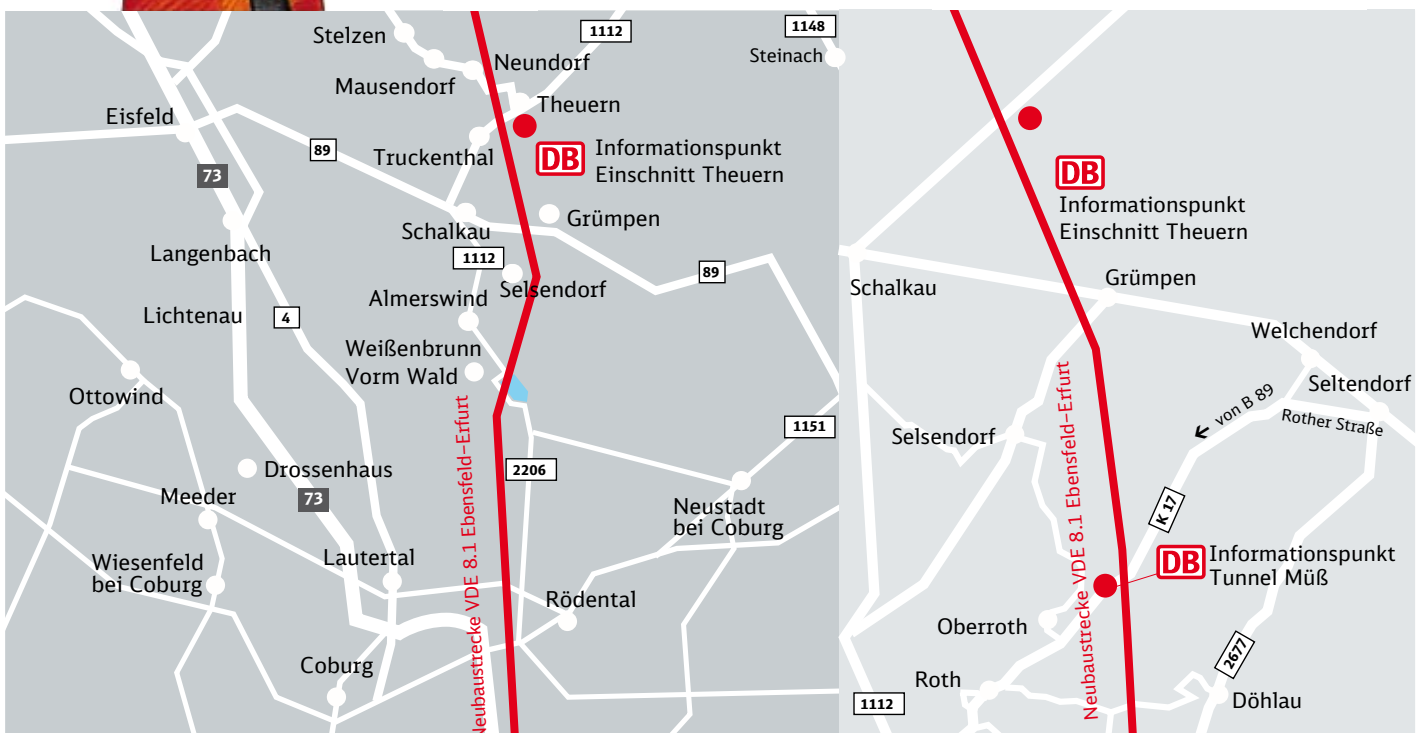 Stelzen
1112
Neundorf
Mausendorf
Theuern
Eisfeld
89
Truckenthal
DB
Informationspunkt
Einschnitt Theuern
73
Grümpen
Schalkau
Langenbach
1112
Selsendorf
89
Almerswind
Lichtenau
4
Weißenbrunn
Vorm Wald
Ottowind
Neubaustrecke VDE 8.1 Ebensfeld–Erfurt
1151
Drossenhaus
2206
Meeder
73
Neustadt
bei Coburg
Lautertal
Wiesenfeld
bei Coburg
Rödental
Coburg
1148
Steinach
DB
Informationspunkt
Einschnitt Theuern
Schalkau
Grümpen
Welchendorf
Seltendorf
← von B 89
Rother Straße
Selsendorf
Neubaustrecke VDE 8.1 Ebensfeld–Erfurt
K 17
DB
Informationspunkt
Tunnel Müß
Oberroth
2677
Roth
Döhlau
1112